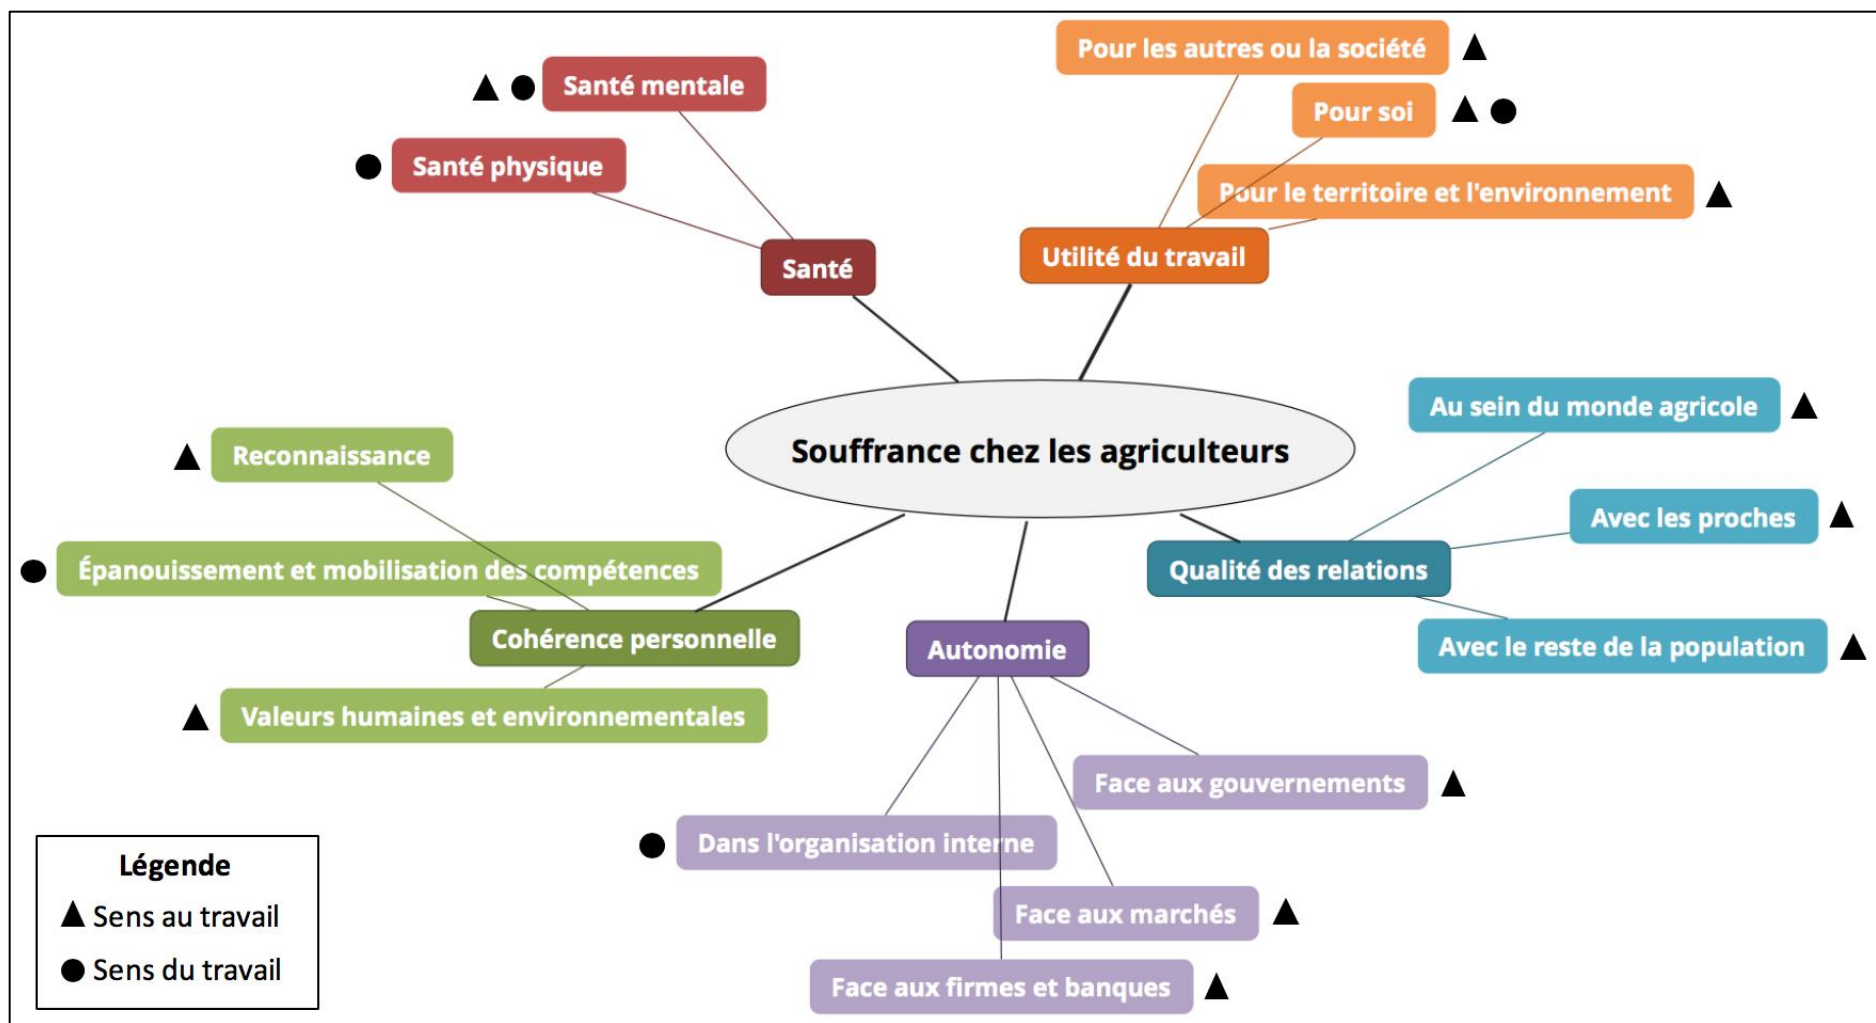 Pour les autres ou la société
Santé mentale
Pour soi
Santé physique
Pour le territoire et l'environnement
Utilité du travail
Santé
Au sein du monde agricole
Souffrance chez les agriculteurs
Reconnaissance
Avec les proches
Épanouissement et mobilisation des compétences
Qualité des relations
Cohérence personnelle
Autonomie
Avec le reste de la population
Valeurs humaines et environnementales
Face aux gouvernements
Dans l'organisation interne
Face aux marchés
Face aux firmes et banques
Légende
Sens au travail
Sens du travail